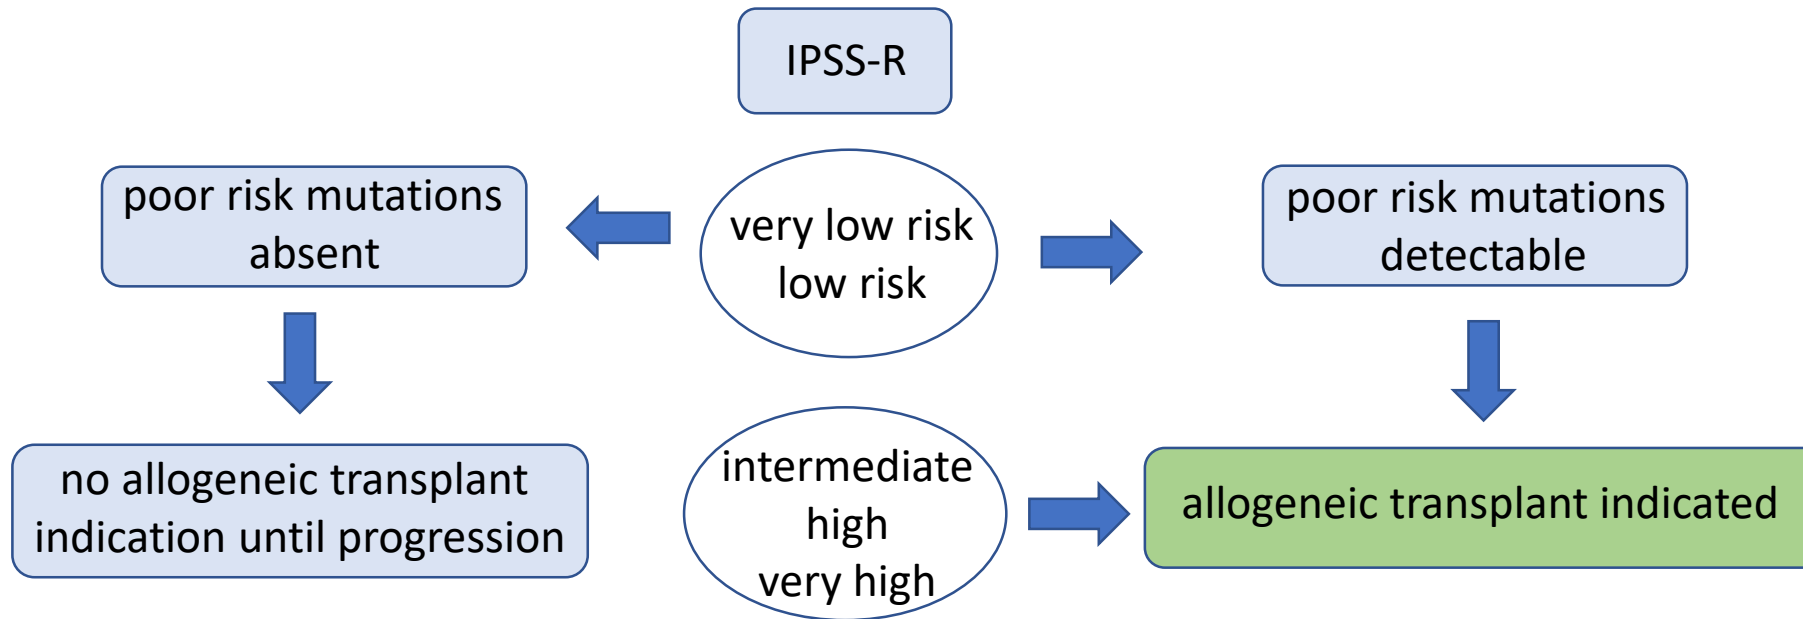 IPSS-R
poor risk mutations
absent
very low risk
low risk
poor risk mutations
detectable
no allogeneic transplant
indication until progression
intermediate
high
very high
allogeneic transplant indicated